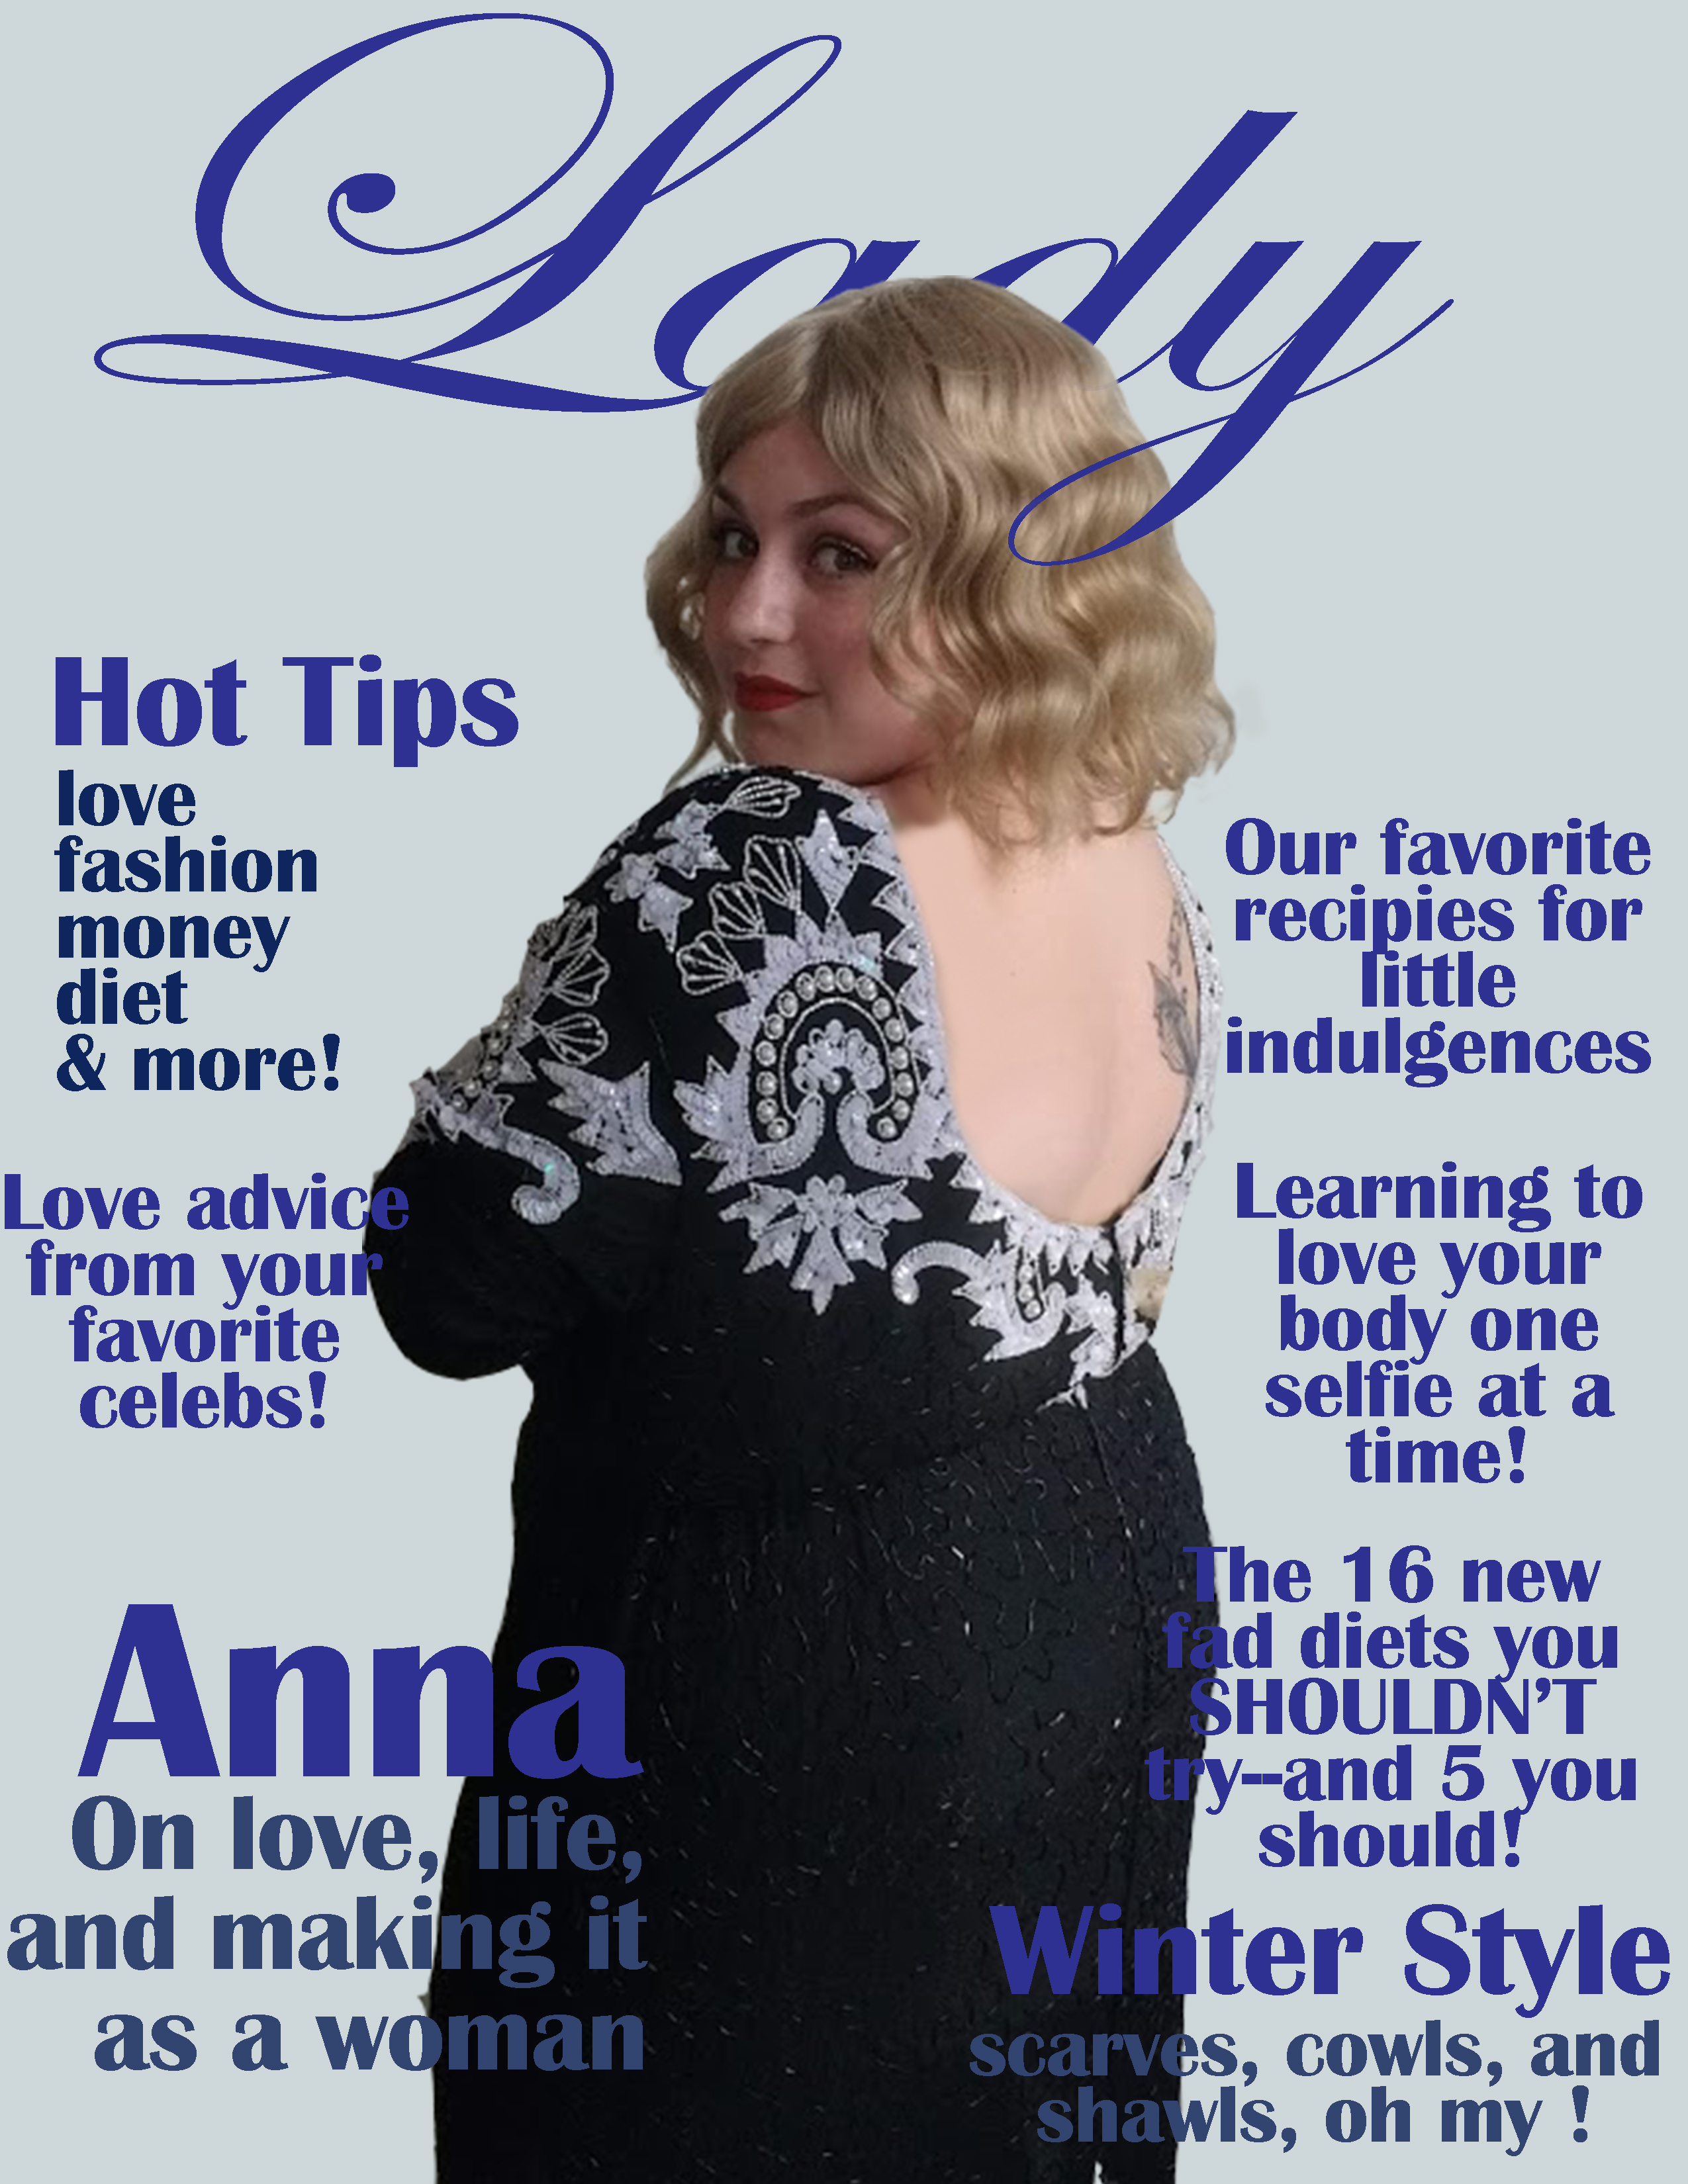 Lady
Hot Tips
love
fashion
money
diet
& more!
Love advice
from your
favorite
celebs!
Anna
On love, life,
and making it
as a woman
Our favorite
recipies for
little
indulgences
Learning to
love your
body one
selfie at a
time!
The 16 new
fad diets you
SHOULDN'T
try--and 5 you
should!
Winter Style
scarves, cowls, and
shawls, oh my !